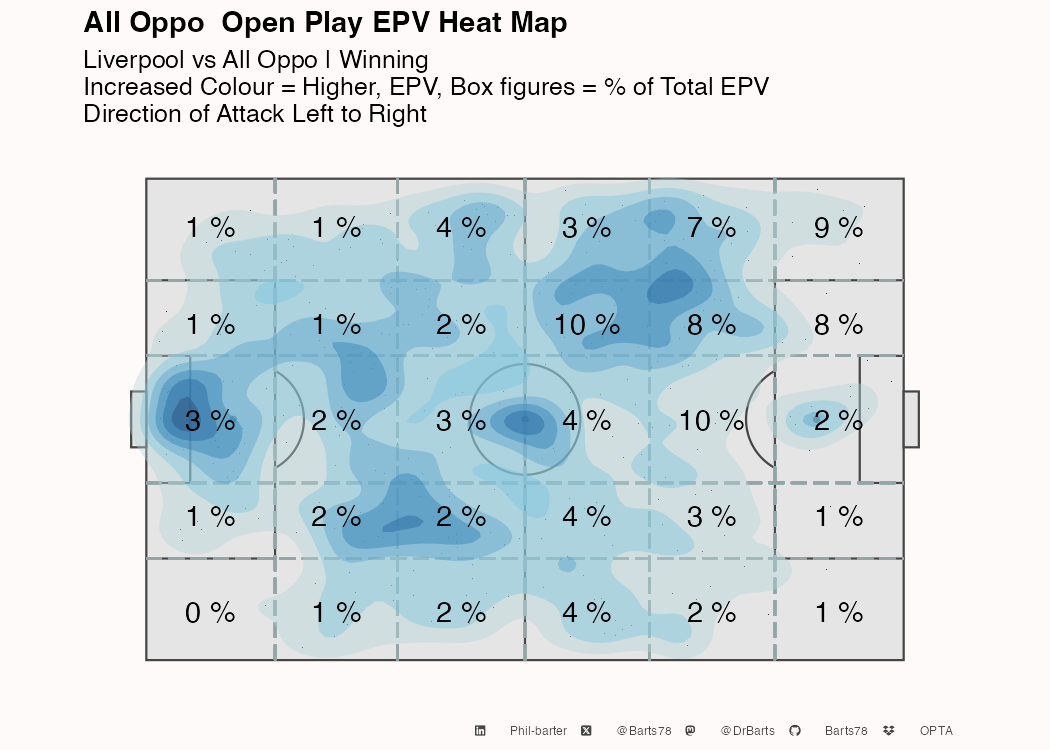 All Oppo  Open Play EPV Heat Map
Liverpool vs All Oppo | Winning
Increased Colour = Higher, EPV, Box figures = % of Total EPV
Direction of Attack Left to Right
1 % 1 % 4 % 3 % 7 % 9 %
1 % 1 % 2 % 10 % 8 % 8 %
3 % 2 % 3 % 4 % 10 % 2 %
1 % 2 % 2 % 4 % 3 % 1 %
0 % 1 % 2 % 4 % 2 % 1 %
Phil-barter @Barts78 @DrBarts Barts78 OPTA